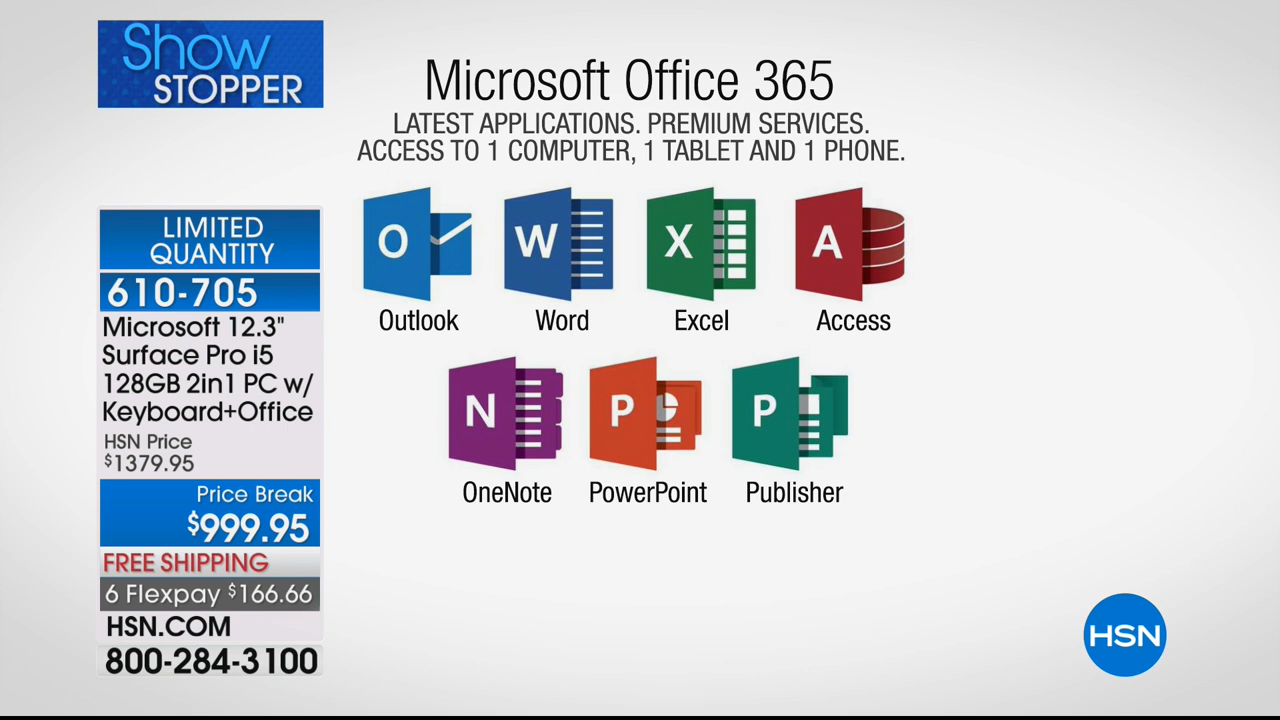 Show
STOPPER
Microsoft Office 365
LATEST APPLICATIONS. PREMIUM SERVICES.
ACCESS TO 1 COMPUTER, 1 TABLET AND 1 PHONE.
O
W
X
A
Outlook
Word
Excel
Access
N
P
P
OneNote
PowerPoint
Publisher
LIMITED
QUANTITY
610-705
Microsoft 12.3"
Surface Pro i5
128GB 2in1 PC w/
Keyboard+Office
HSN Price
$1379.95
Price Break
$999.95
FREE SHIPPING
6 Flexpay $166.66
HSN.COM
800-284-3100
HSN